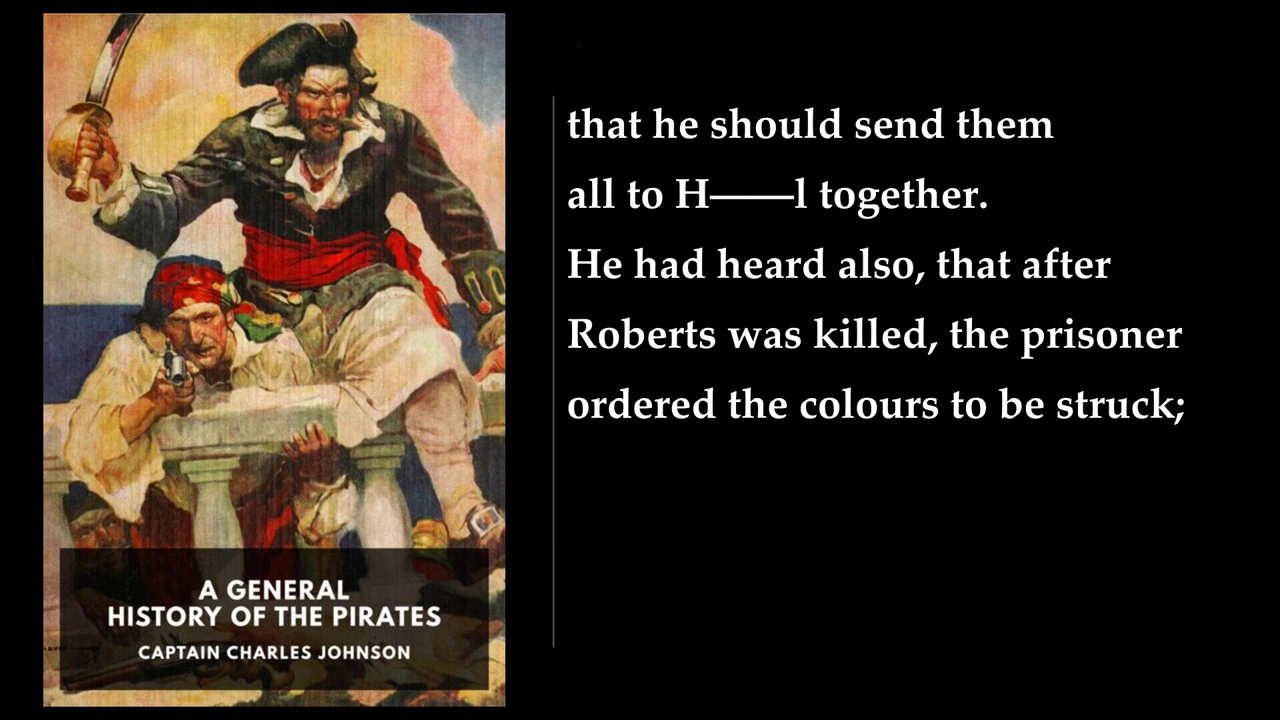 that he should send them
all to H——l together.
He had heard also, that after
Roberts was killed, the prisoner
ordered the colours to be struck;
A GENERAL
HISTORY OF THE PIRATES
CAPTAIN CHARLES JOHNSON